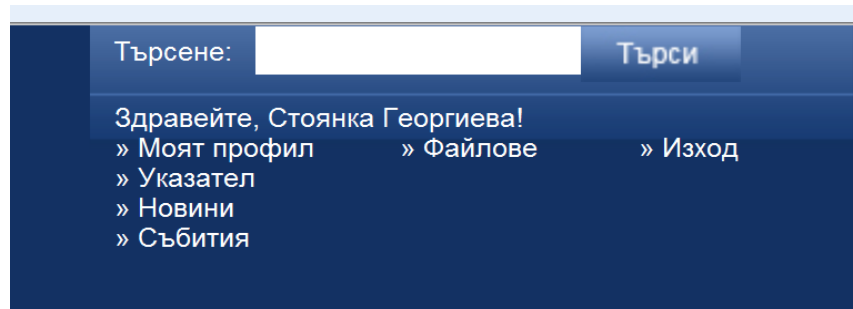 Търсене: Търси
Здравейте, Стоянка Георгиева!
» Моят профил » Файлове » Изход
» Указател
» Новини
» Събития